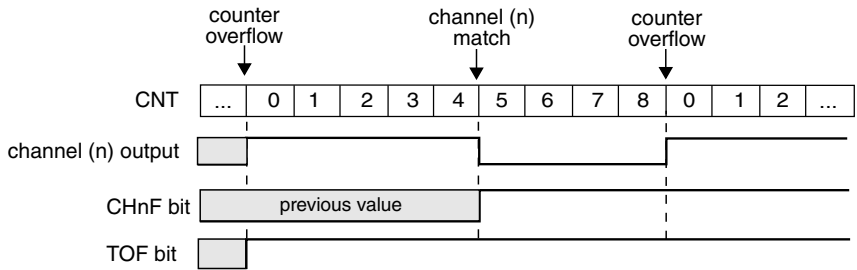 counter
overflow
channel (n)
match
counter
overflow
CNT ... 0 1 2 3 4 5 6 7 8 0 1 2 ...
channel (n) output
CHnF bit previous value
TOF bit